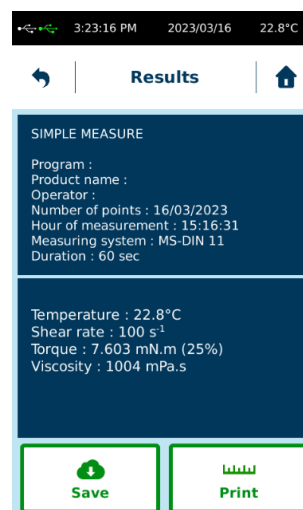 3:23:16 PM 2023/03/16 22.8°C
Results
SIMPLE MEASURE
Program :
Product name :
Operator :
Number of points : 16/03/2023
Hour of measurement : 15:16:31
Measuring system : MS-DIN 11
Duration : 60 sec
Temperature : 22.8°C
Shear rate : 100 s⁻¹
Torque : 7.603 mN.m (25%)
Viscosity : 1004 mPa.s
Save Print